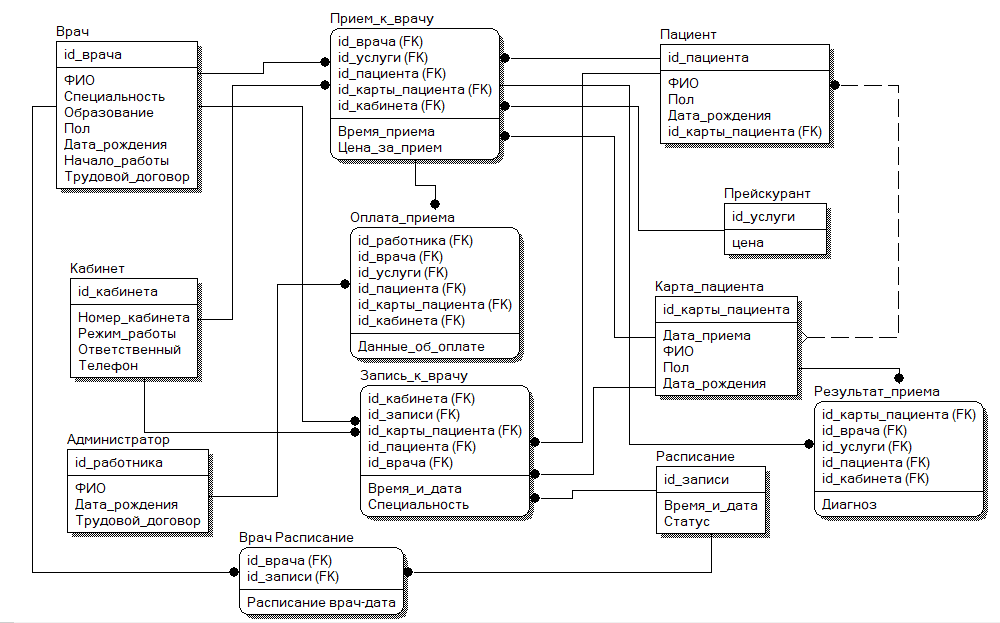 Врач
id_врача
ФИО
Специальность
Образование
Пол
Дата_рождения
Начало_работы
Трудовой_договор
Прием_к_врачу
id_врача (FK)
id_услуги (FK)
id_пациента (FK)
id_карты_пациента (FK)
id_кабинета (FK)
Время_приема
Цена_за_прием
Пациент
id_пациента
ФИО
Пол
Дата_рождения
id_карты_пациента (FK)
Прейскурант
id_услуги
цена
Оплата_приема
id_работника (FK)
id_врача (FK)
id_услуги (FK)
id_пациента (FK)
id_карты_пациента (FK)
id_кабинета (FK)
Данные_об_оплате
Кабинет
id_кабинета
Номер_кабинета
Режим_работы
Ответственный
Телефон
Карта_пациента
id_карты_пациента
Дата_приема
ФИО
Пол
Дата_рождения
Запись_к_врачу
id_кабинета (FK)
id_записи (FK)
id_карты_пациента (FK)
id_пациента (FK)
id_врача (FK)
Время_и_дата
Специальность
Результат_приема
id_карты_пациента (FK)
id_врача (FK)
id_услуги (FK)
id_пациента (FK)
id_кабинета (FK)
Диагноз
Администратор
id_работника
ФИО
Дата_рождения
Трудовой_договор
Расписание
id_записи
Время_и_дата
Статус
Врач Расписание
id_врача (FK)
id_записи (FK)
Расписание врач-дата